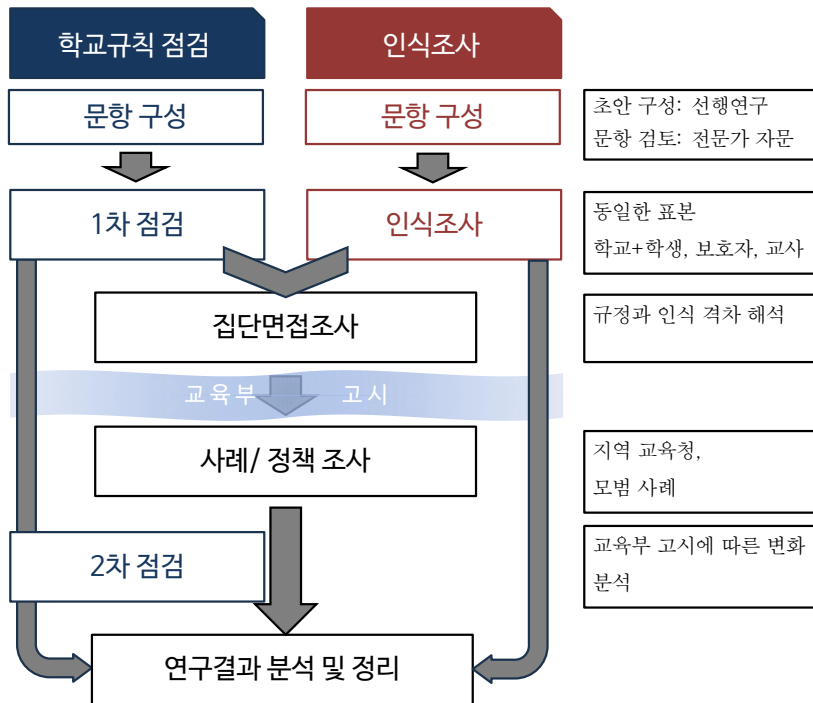 학교규칙 점검
인식조사
문항 구성
문항 구성
초안 구성: 선행연구
문항 검토: 전문가 자문
1차 점검
인식조사
동일한 표본
학교+학생, 보호자, 교사
집단면접조사
규정과 인식 격차 해석
교육부 고시
사례/ 정책 조사
지역 교육청,
모범 사례
2차 점검
교육부 고시에 따른 변화
분석
연구결과 분석 및 정리